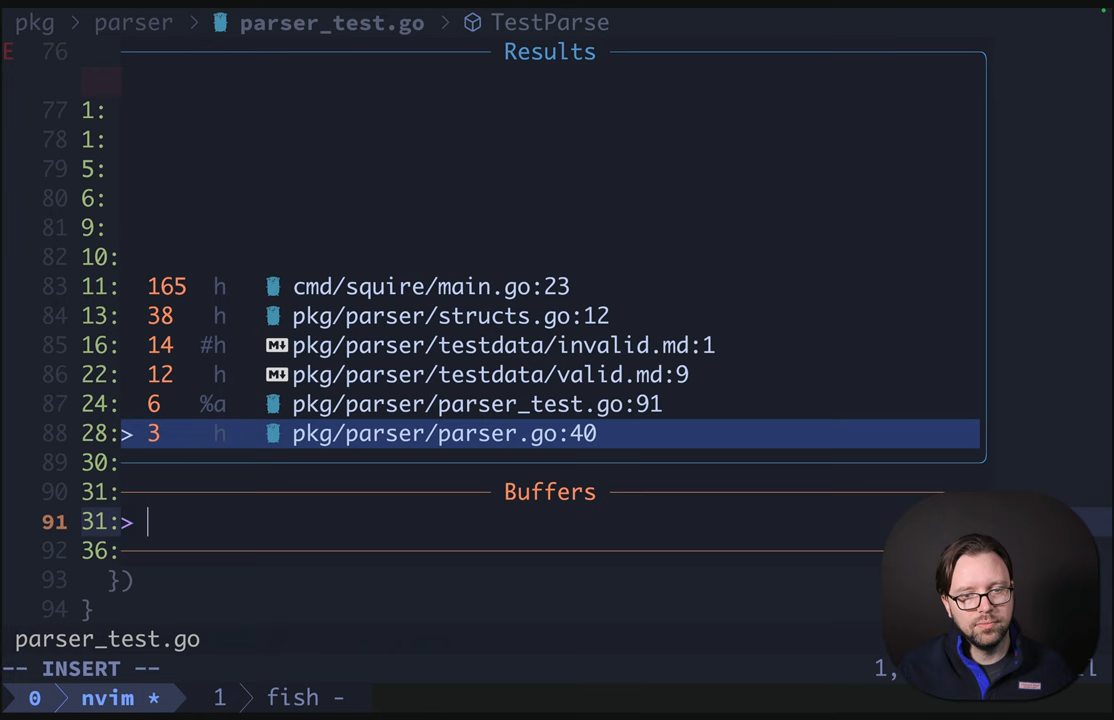 pkg > parser > parser_test.go > TestParse
E 76 Results
77 1:
78 1:
79 5:
80 6:
81 9:
82 10:
83 11: 165 h cmd/squire/main.go:23
84 13: 38 h pkg/parser/structs.go:12
85 16: 14 #h pkg/parser/testdata/invalid.md:1
86 22: 12 h pkg/parser/testdata/valid.md:9
87 24: 6 %a pkg/parser/parser_test.go:91
88 28:> 3 h pkg/parser/parser.go:40
89 30:
90 31: Buffers
91 31:>
92 36:
93 })
94 }
parser_test.go
-- INSERT -- 1,
0 nvim * 1 fish -